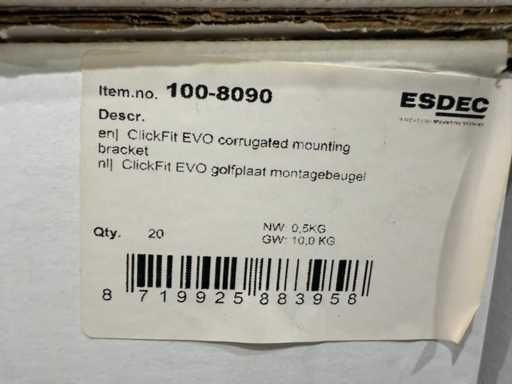 Item.no. 100-8090
ESDEC
Descr.
en| ClickFit EVO corrugated mounting
bracket
nl| ClickFit EVO golfplaat montagebeugel
Qty. 20
NW: 0,5KG
GW: 10,0 KG
8 719925 883958